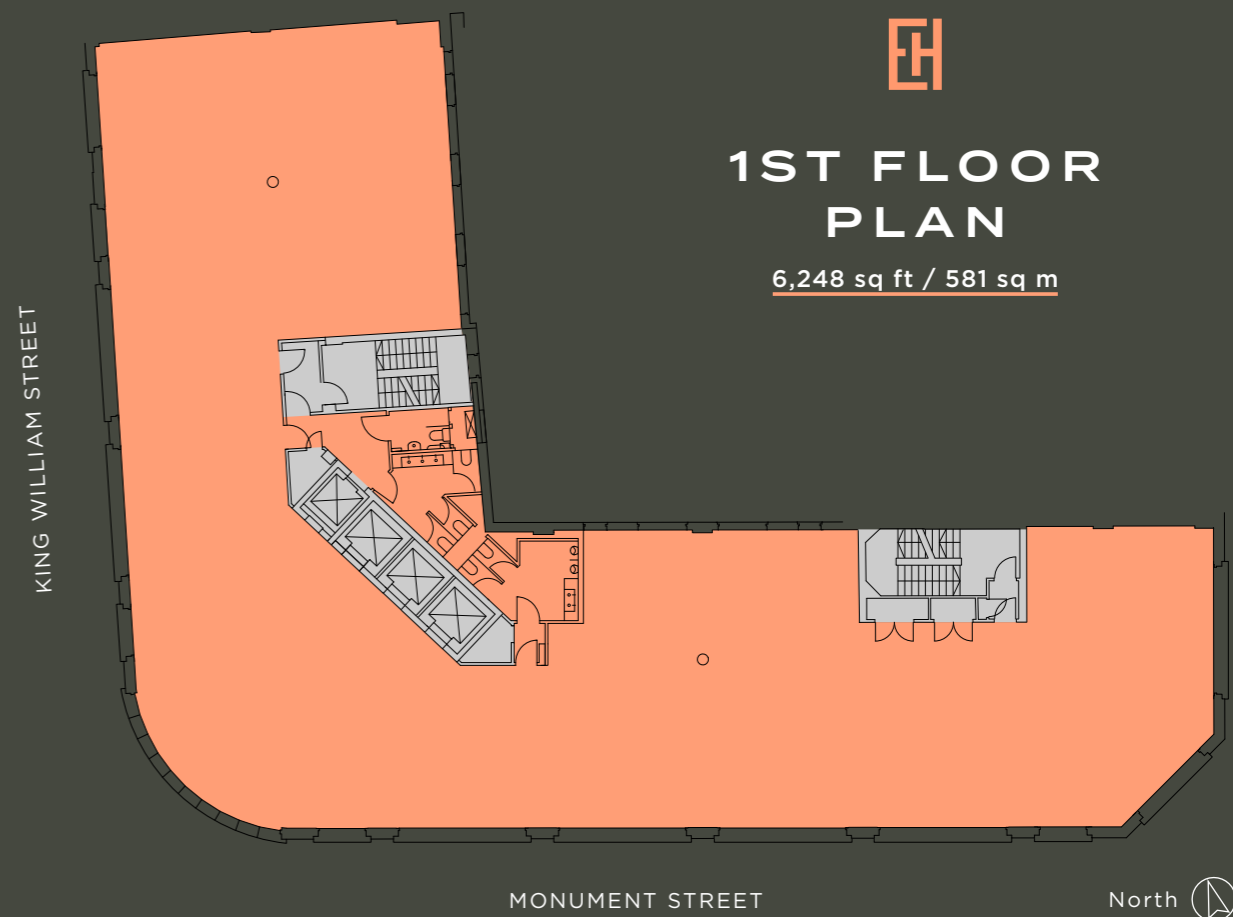 EH
1ST FLOOR
PLAN
6,248 sq ft / 581 sq m
KING WILLIAM STREET
MONUMENT STREET
North